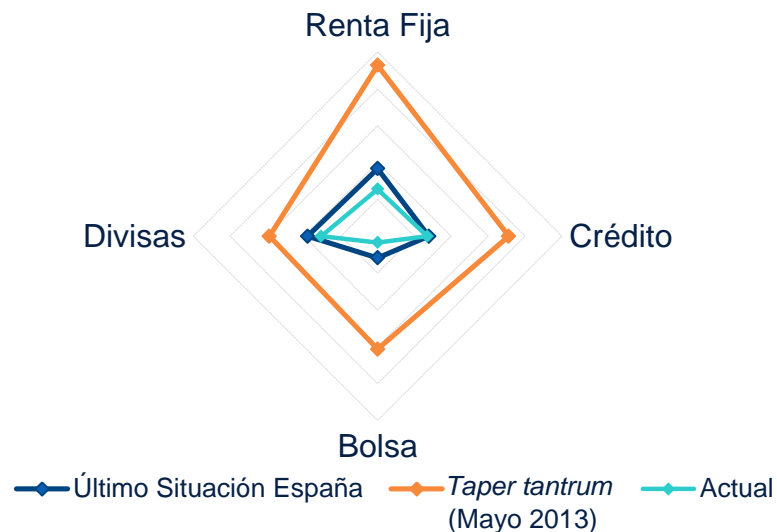 Renta Fija
Divisas
Crédito
Bolsa
Último Situación España
Taper tantrum
(Mayo 2013)
Actual